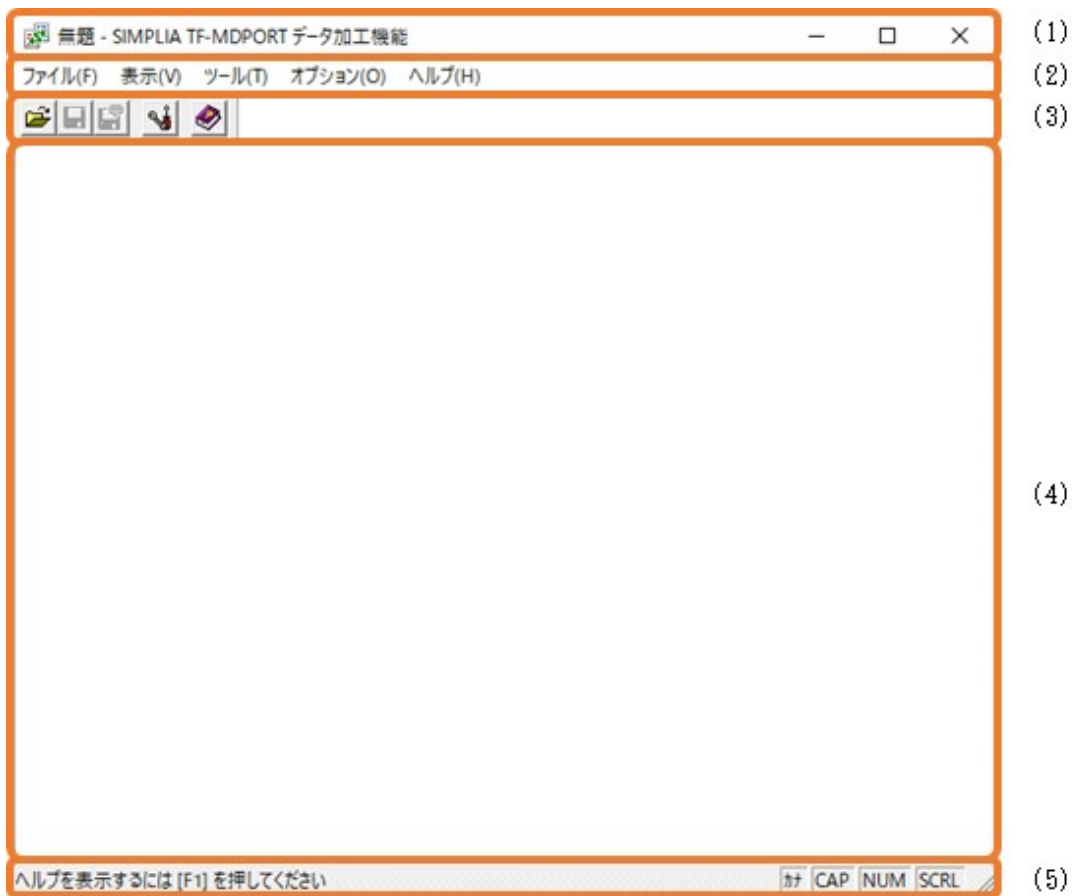 無題 - SIMPLIA TF-MDPORT データ加工機能 (1)
ファイル(F) 表示(V) ツール(T) オプション(O) ヘルプ(H) (2)
(3)
(4)
ヘルプを表示するには [F1] を押してください ｶﾅ CAP NUM SCRL (5)